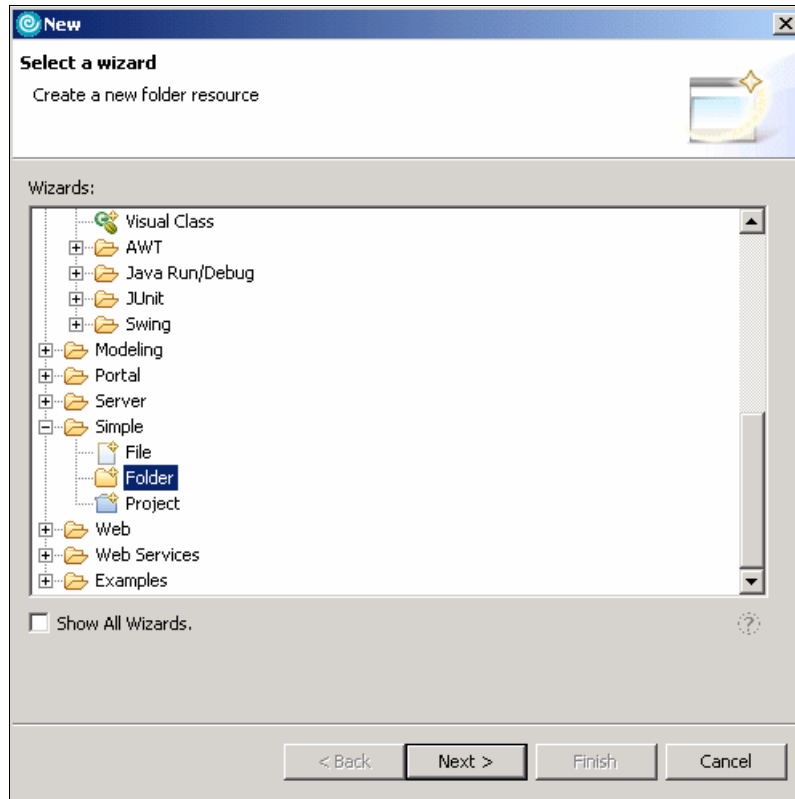 New
Select a wizard
Create a new folder resource
Wizards:
Visual Class
AWT
Java Run/Debug
JUnit
Swing
Modeling
Portal
Server
Simple
File
Folder
Project
Web
Web Services
Examples
Show All Wizards.
< Back Next > Finish Cancel